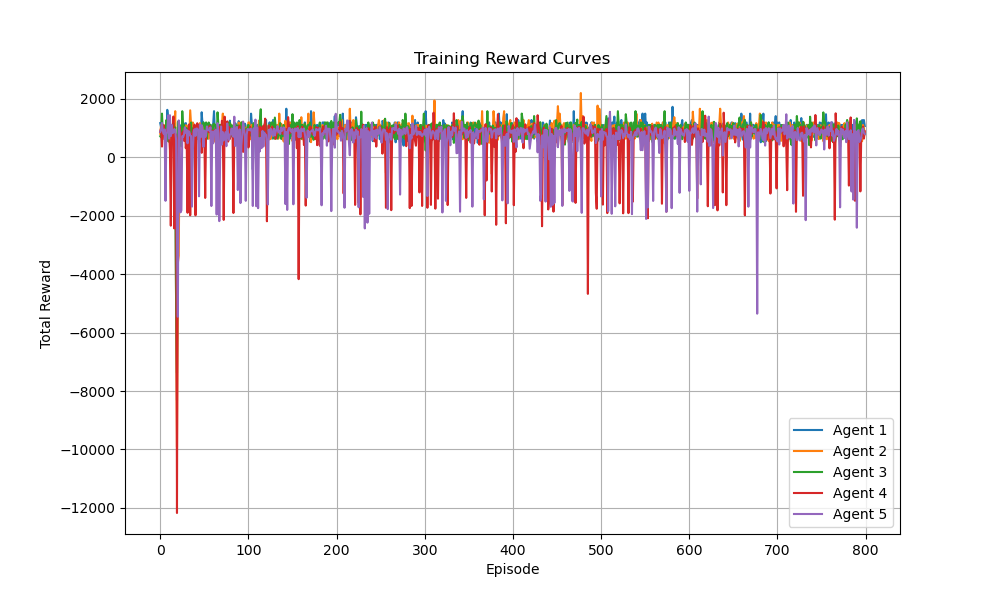 Training Reward Curves
Total Reward
2000
0
−2000
−4000
−6000
−8000
−10000
−12000
0 100 200 300 400 500 600 700 800
Episode
Agent 1
Agent 2
Agent 3
Agent 4
Agent 5